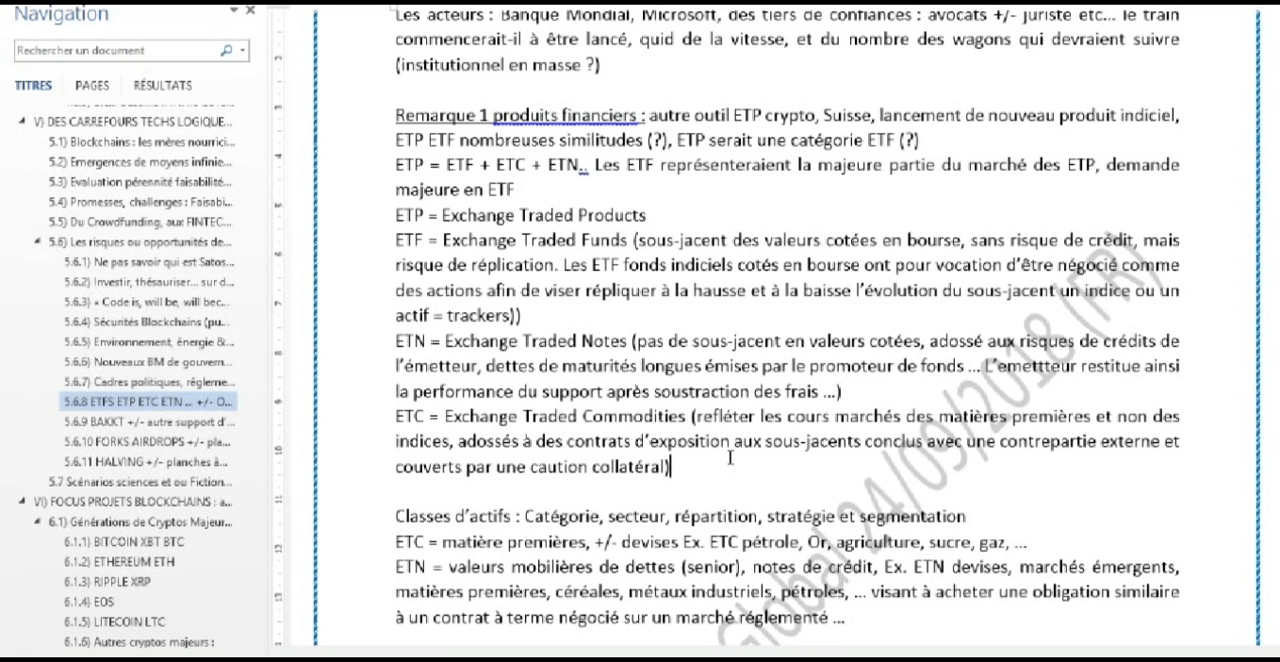 Navigation
Rechercher un document
TITRES PAGES RÉSULTATS
V) DES CARREFOURS TECHS LOGIQUE...
5.1) Blockchains : les mères nourrici...
5.2) Emergences de moyens infinie...
5.3) Evaluation pérennité faisabilité...
5.4) Promesses, challenges : Faisabi...
5.5) Du Crowdfunding, aux FINTEC...
5.6) Les risques ou opportunités de...
5.6.1) Ne pas savoir qui est Satos...
5.6.2) Investir, thésauriser... sur d...
5.6.3) « Code is, will be, will bec...
5.6.4) Sécurités Blockchains (pu...
5.6.5) Environnement, énergie &...
5.6.6) Nouveaux BM de gouvern...
5.6.7) Cadres politiques, régleme...
5.6.8 ETFS ETP ETC ETN ... +/- O...
5.6.9 BAKKT +/- autre support d'...
5.6.10 FORKS AIRDROPS +/- pla...
5.6.11 HALVING +/- planches à...
5.7 Scénarios sciences et ou Fiction...
VI) FOCUS PROJETS BLOCKCHAINS : a...
6.1) Générations de Cryptos Majeur...
6.1.1) BITCOIN XBT BTC
6.1.2) ETHEREUM ETH
6.1.3) RIPPLE XRP
6.1.4) EOS
6.1.5) LITECOIN LTC
6.1.6) Autres cryptos majeurs :
Les acteurs : Banque Mondial, Microsoft, des tiers de confiances : avocats +/- juriste etc... le train
commencerait-il à être lancé, quid de la vitesse, et du nombre des wagons qui devraient suivre
(institutionnel en masse ?)
Remarque 1 produits financiers : autre outil ETP crypto, Suisse, lancement de nouveau produit indiciel,
ETP ETF nombreuses similitudes (?), ETP serait une catégorie ETF (?)
ETP = ETF + ETC + ETN.. Les ETF représenteraient la majeure partie du marché des ETP, demande
majeure en ETF
ETP = Exchange Traded Products
ETF = Exchange Traded Funds (sous-jacent des valeurs cotées en bourse, sans risque de crédit, mais
risque de réplication. Les ETF fonds indiciels cotés en bourse ont pour vocation d'être négocié comme
des actions afin de viser répliquer à la hausse et à la baisse l'évolution du sous-jacent un indice ou un
actif = trackers))
ETN = Exchange Traded Notes (pas de sous-jacent en valeurs cotées, adossé aux risques de crédits de
l'émetteur, dettes de maturités longues émises par le promoteur de fonds ... L'emettteur restitue ainsi
la performance du support après soustraction des frais ...)
ETC = Exchange Traded Commodities (refléter les cours marchés des matières premières et non des
indices, adossés à des contrats d'exposition aux sous-jacents conclus avec une contrepartie externe et
couverts par une caution collatéral)
Classes d'actifs : Catégorie, secteur, répartition, stratégie et segmentation
ETC = matière premières, +/- devises Ex. ETC pétrole, Or, agriculture, sucre, gaz, ...
ETN = valeurs mobilières de dettes (senior), notes de crédit, Ex. ETN devises, marchés émergents,
matières premières, céréales, métaux industriels, pétroles, ... visant à acheter une obligation similaire
à un contrat à terme négocié sur un marché réglementé ...
Global 24/09/2018 (FR)